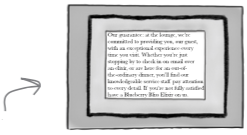 Our guarantee: at the lounge, we're
committed to providing you, our guest,
with an exceptional experience every
time you visit. Whether you're just
stopping by to check in on email over
an elixir, or are here for an out-of-
the-ordinary dinner, you'll find our
knowledgeable service staff pay attention
to every detail. If you're not fully satisfied
have a Blueberry Bliss Elixir on us.